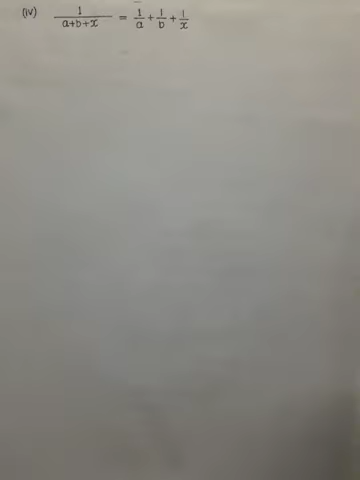 (iv) 1/(a+b+x) = 1/a + 1/b + 1/x